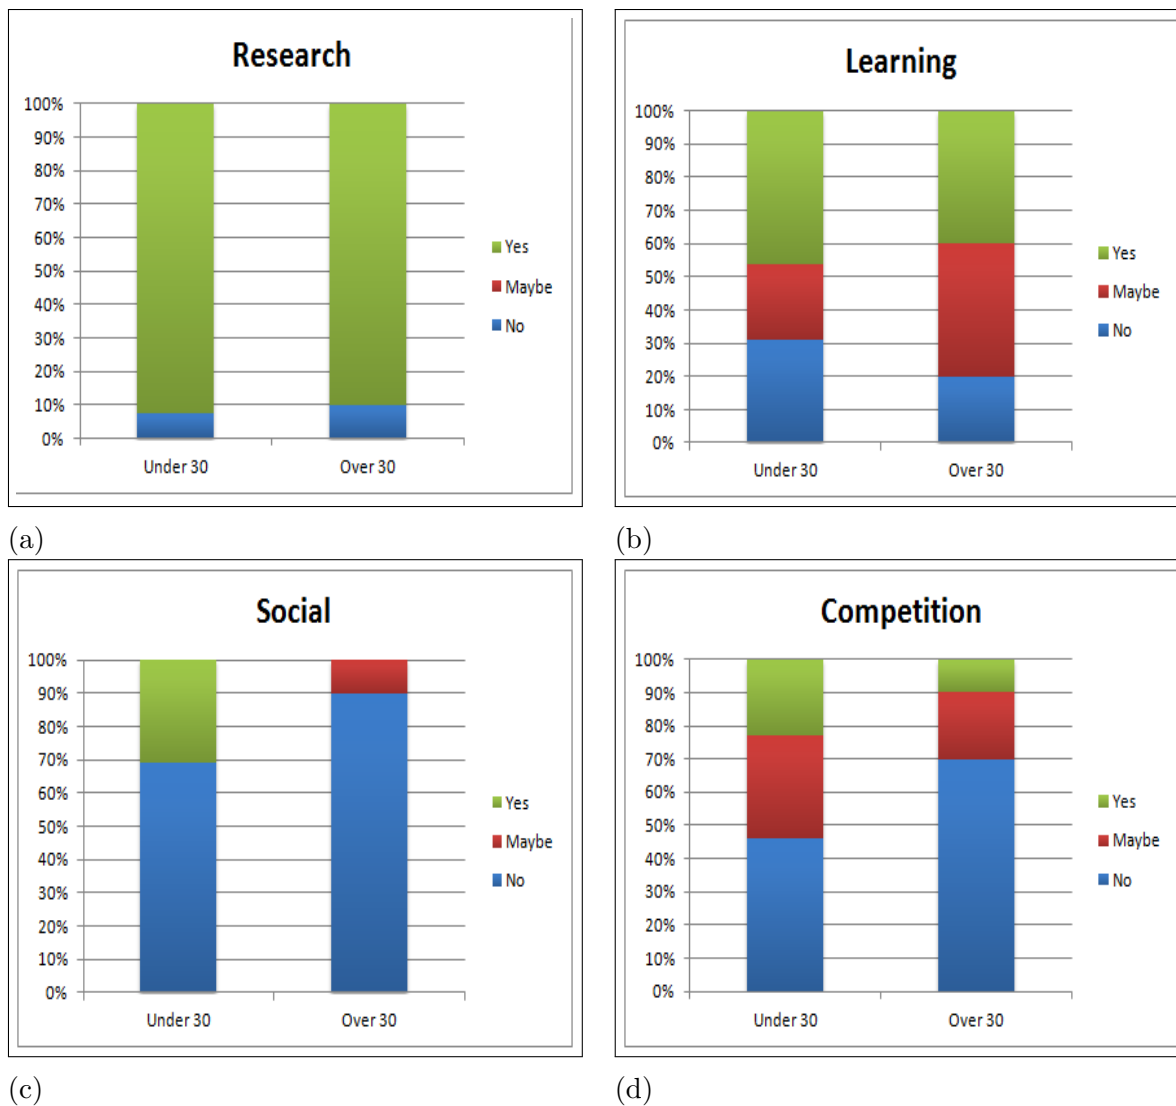 Research
100%
90%
80%
70%
60%
50%
40%
30%
20%
10%
0%
Under 30 Over 30
Yes
Maybe
No
(a)
Learning
100%
90%
80%
70%
60%
50%
40%
30%
20%
10%
0%
Under 30 Over 30
Yes
Maybe
No
(b)
Social
100%
90%
80%
70%
60%
50%
40%
30%
20%
10%
0%
Under 30 Over 30
Yes
Maybe
No
(c)
Competition
100%
90%
80%
70%
60%
50%
40%
30%
20%
10%
0%
Under 30 Over 30
Yes
Maybe
No
(d)